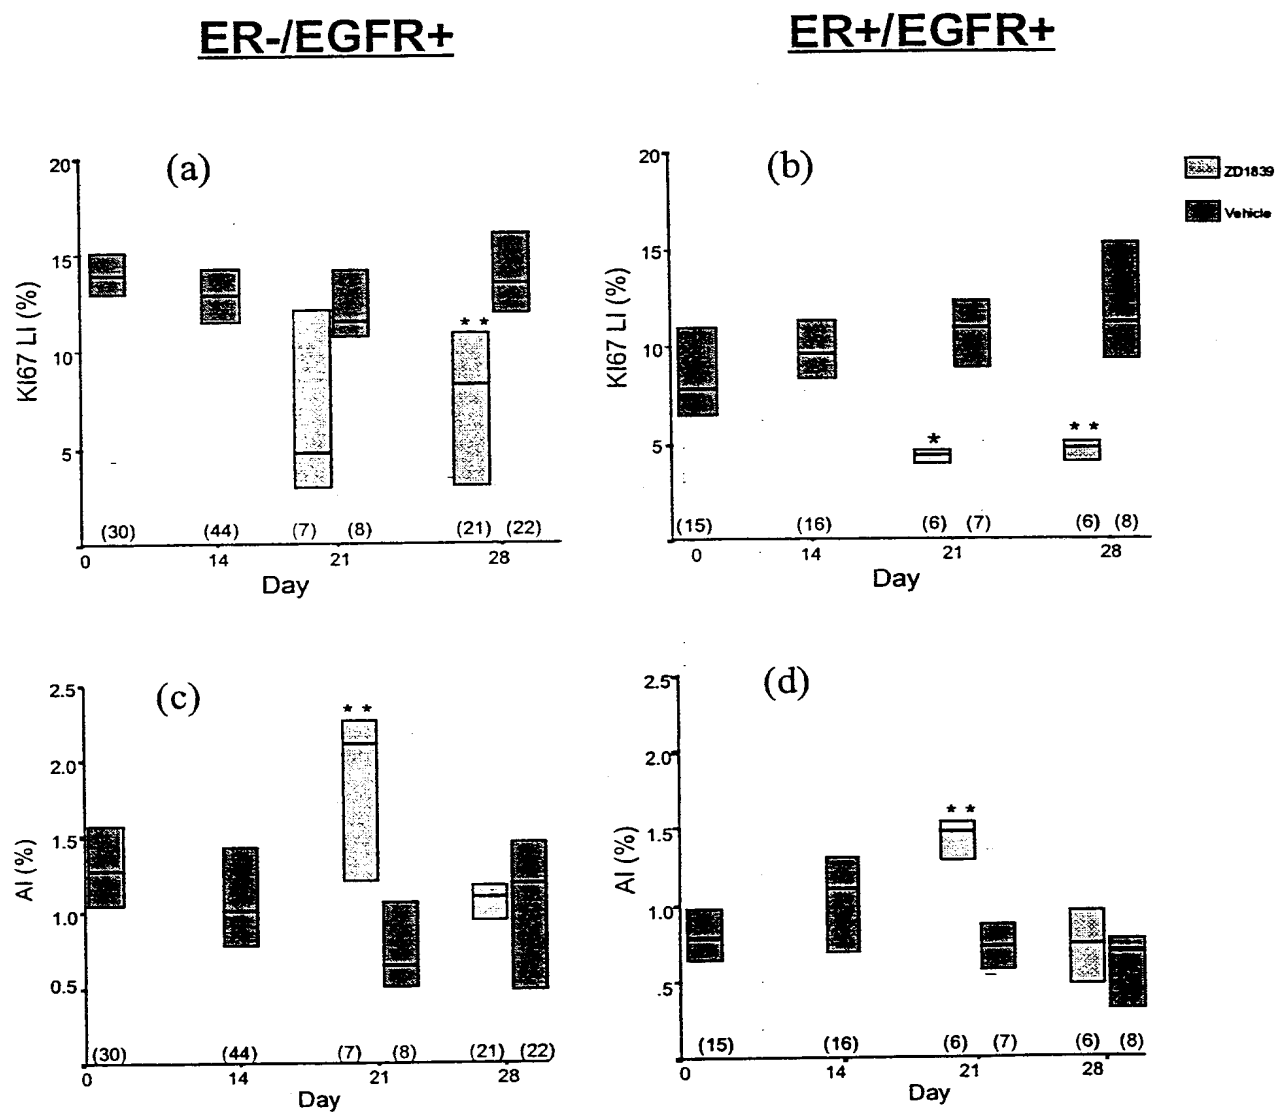 ER-/EGFR+
ER+/EGFR+
(a)
20
15
10
5
KI67 LI (%)
* *
(30) (44) (7) (8) (21) (22)
0 14 21 28
Day
(b)
20
15
10
5
KI67 LI (%)
*
* *
(15) (16) (6) (7) (6) (8)
0 14 21 28
Day
ZD1839
Vehicle
(c)
2.5
2.0
1.5
1.0
0.5
AI (%)
* *
(30) (44) (7) (8) (21) (22)
0 14 21 28
Day
(d)
2.5
2.0
1.5
1.0
.5
AI (%)
* *
(15) (16) (6) (7) (6) (8)
0 14 21 28
Day